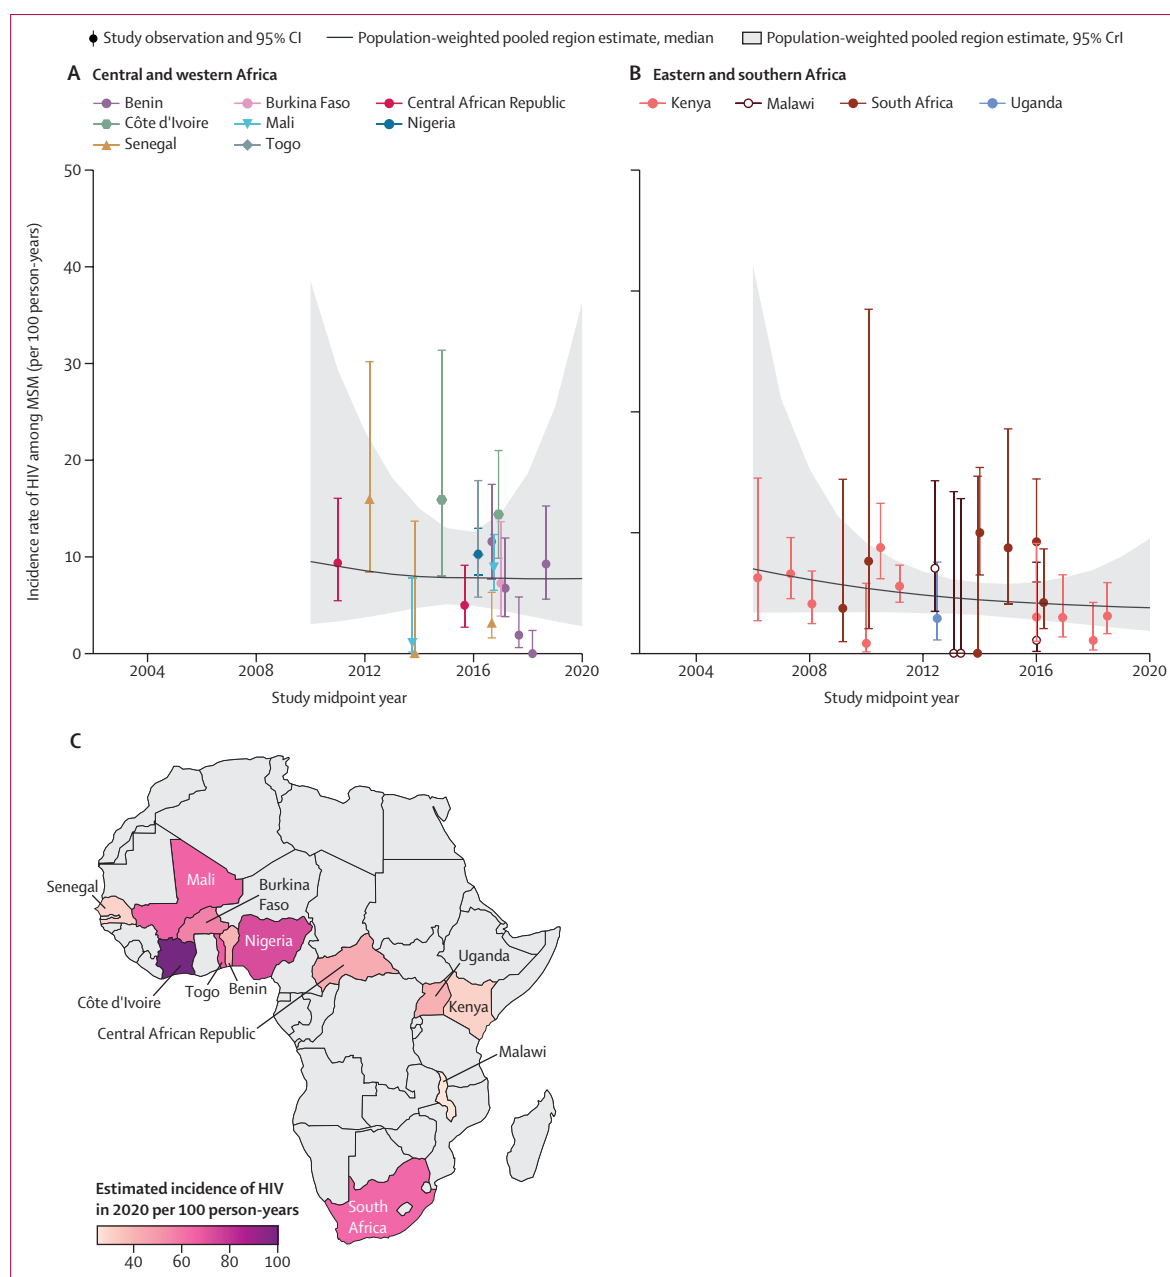 Study observation and 95% CI
Population-weighted pooled region estimate, median
Population-weighted pooled region estimate, 95% CrI
A Central and western Africa
Benin
Burkina Faso
Central African Republic
Côte d'Ivoire
Mali
Nigeria
Senegal
Togo
Incidence rate of HIV among MSM (per 100 person-years)
50
40
30
20
10
0
2004 2008 2012 2016 2020
Study midpoint year
B Eastern and southern Africa
Kenya
Malawi
South Africa
Uganda
2004 2008 2012 2016 2020
Study midpoint year
C
Senegal
Mali
Burkina
Faso
Nigeria
Côte d'Ivoire
Togo
Benin
Central African Republic
Uganda
Kenya
Malawi
South
Africa
Estimated incidence of HIV
in 2020 per 100 person-years
40 60 80 100